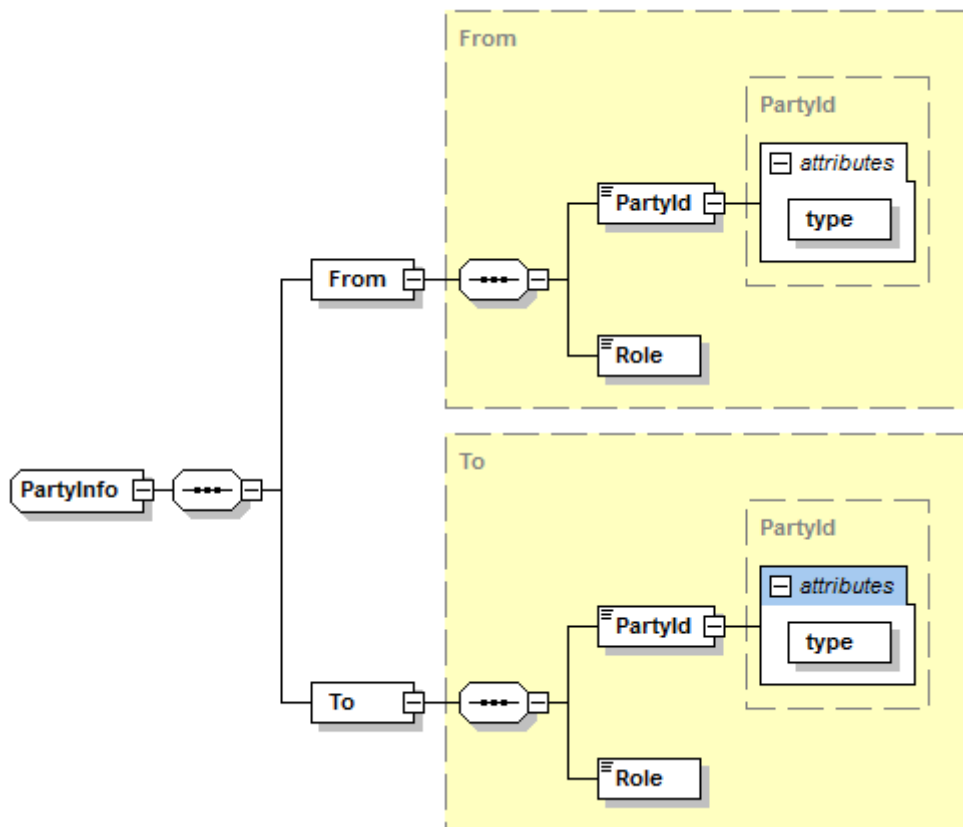 From
PartyId
attributes
PartyId
type
From
Role
To
PartyInfo
PartyId
attributes
PartyId
type
To
Role